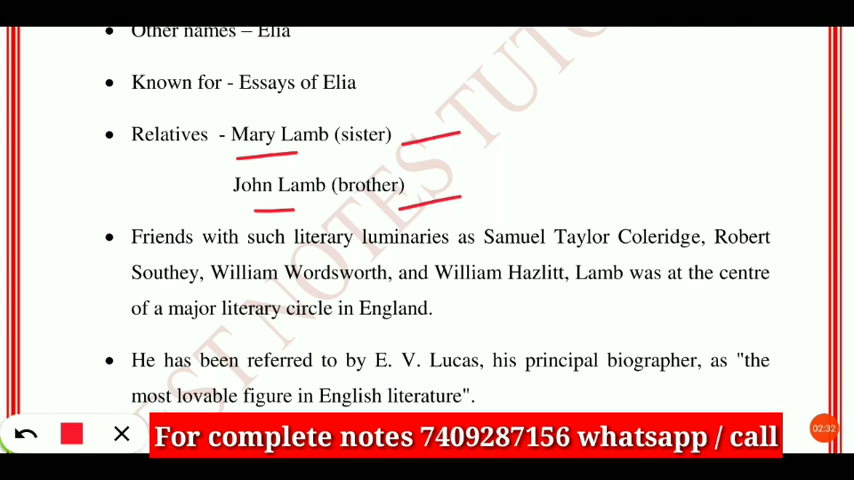 • Other names – Elia
• Known for - Essays of Elia
• Relatives - Mary Lamb (sister)
John Lamb (brother)
• Friends with such literary luminaries as Samuel Taylor Coleridge, Robert
Southey, William Wordsworth, and William Hazlitt, Lamb was at the centre
of a major literary circle in England.
• He has been referred to by E. V. Lucas, his principal biographer, as "the
most lovable figure in English literature".
For complete notes 7409287156 whatsapp / call
02:32